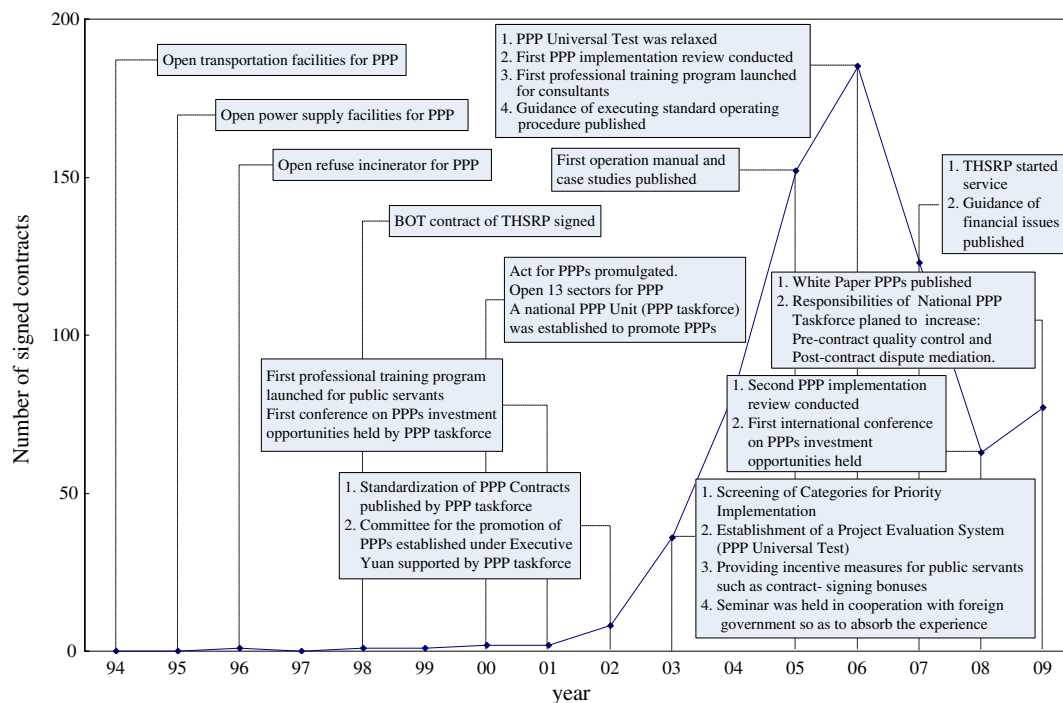 200
150
100
50
0
Number of signed contracts
Open transportation facilities for PPP
Open power supply facilities for PPP
Open refuse incinerator for PPP
BOT contract of THSRP signed
Act for PPPs promulgated.
Open 13 sectors for PPP
A national PPP Unit (PPP taskforce)
was established to promote PPPs
First professional training program
launched for public servants
First conference on PPPs investment
opportunities held by PPP taskforce
1. Standardization of PPP Contracts
published by PPP taskforce
2. Committee for the promotion of
PPPs established under Executive
Yuan supported by PPP taskforce
1. PPP Universal Test was relaxed
2. First PPP implementation review conducted
3. First professional training program launched
for consultants
4. Guidance of executing standard operating
procedure published
First operation manual and
case studies published
1. THSRP started
service
2. Guidance of
financial issues
published
1. White Paper PPPs published
2. Responsibilities of National PPP
Taskforce planed to increase:
Pre-contract quality control and
Post-contract dispute mediation.
1. Second PPP implementation
review conducted
2. First international conference
on PPPs investment
opportunities held
1. Screening of Categories for Priority
Implementation
2. Establishment of a Project Evaluation System
(PPP Universal Test)
3. Providing incentive measures for public servants
such as contract- signing bonuses
4. Seminar was held in cooperation with foreign
government so as to absorb the experience
94 95 96 97 98 99 00 01 02 03 04 05 06 07 08 09
year